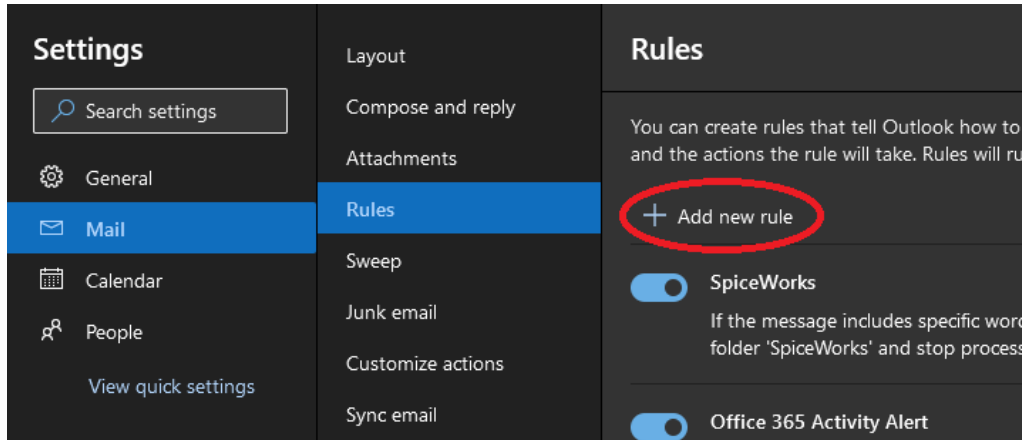 Settings
Search settings
General
Mail
Calendar
People
View quick settings
Layout
Compose and reply
Attachments
Rules
Sweep
Junk email
Customize actions
Sync email
Rules
You can create rules that tell Outlook how to
and the actions the rule will take. Rules will
Add new rule
SpiceWorks
If the message includes specific
folder 'SpiceWorks' and stop
Office 365 Activity Alert